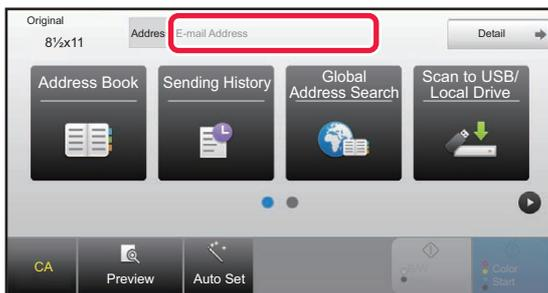 Original
8½x11
Addres
E-mail Address
Detail
Address Book
Sending History
Global
Address Search
Scan to USB/
Local Drive
CA
Preview
Auto Set
B/W
Color
Start